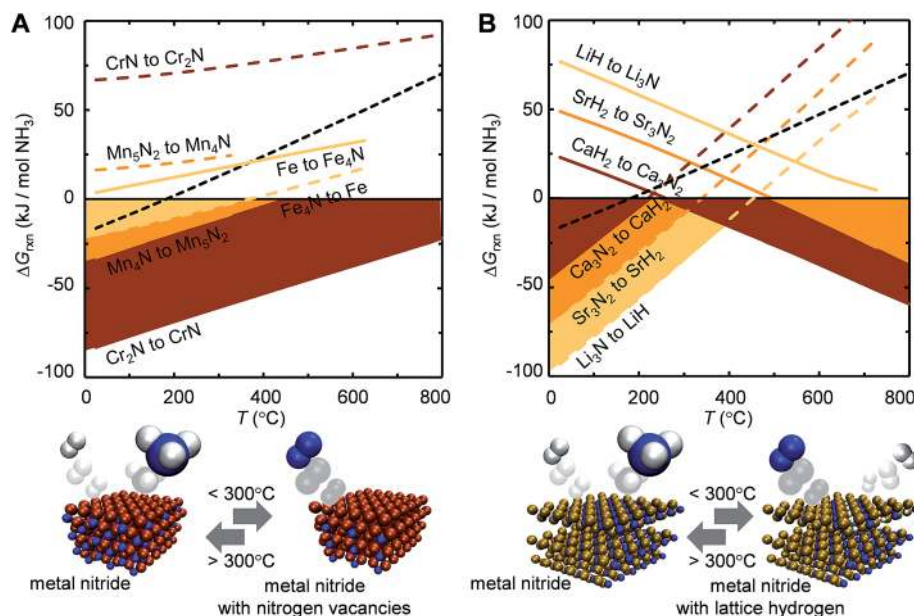 A
ΔG_rxn (kJ / mol NH₃)
100
50
0
-50
-100
CrN to Cr₂N
Mn₅N₂ to Mn₄N
Fe to Fe₄N
Fe₄N to Fe
Mn₄N to Mn₅N₂
Cr₂N to CrN
0 200 400 600 800
T (°C)
< 300°C
> 300°C
metal nitride
metal nitride
with nitrogen vacancies
B
ΔG_rxn (kJ / mol NH₃)
100
50
0
-50
-100
LiH to Li₃N
SrH₂ to Sr₃N₂
CaH₂ to Ca₃N₂
Ca₃N₂ to CaH₂
Sr₃N₂ to SrH₂
Li₃N to LiH
0 200 400 600 800
T (°C)
< 300°C
> 300°C
metal nitride
metal nitride
with lattice hydrogen